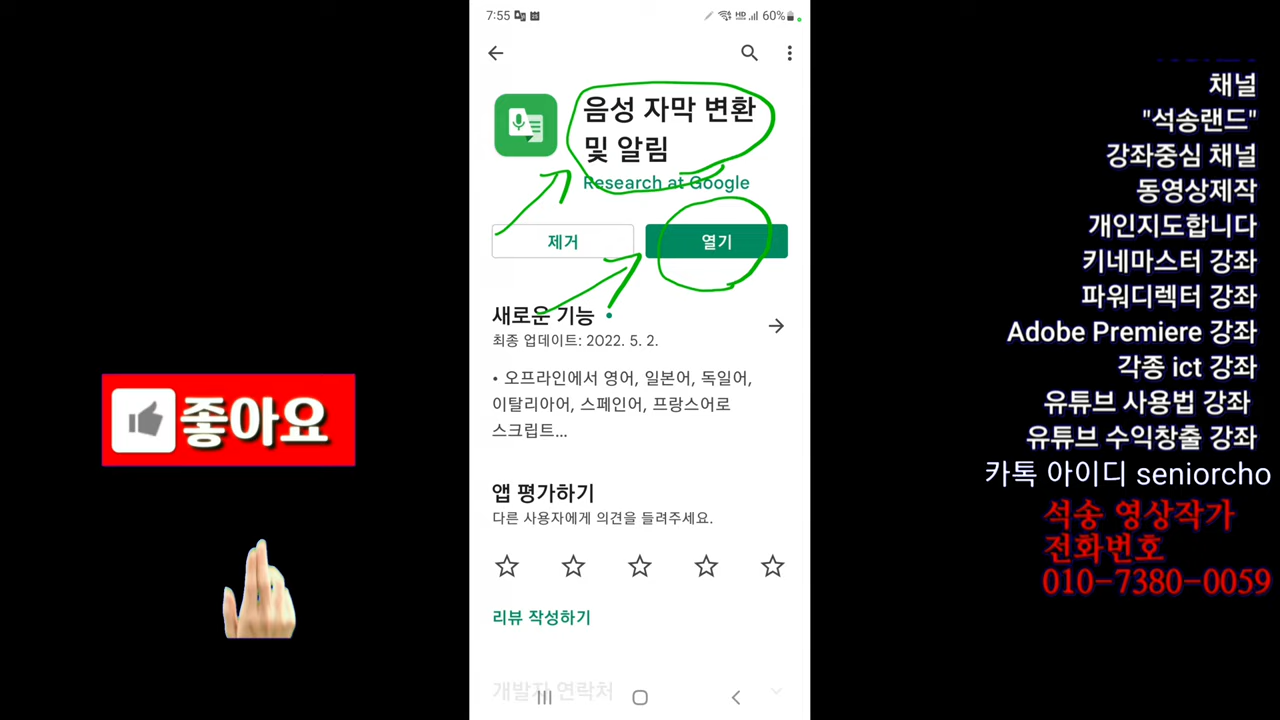 7:55
HD
60%
음성 자막 변환
및 알림
Research at Google
제거
열기
새로운 기능
최종 업데이트: 2022. 5. 2.
• 오프라인에서 영어, 일본어, 독일어,
이탈리아어, 스페인어, 프랑스어로
스크립트...
앱 평가하기
다른 사용자에게 의견을 들려주세요.
리뷰 작성하기
개발자 연락처
좋아요
채널
"석송랜드"
강좌중심 채널
동영상제작
개인지도합니다
키네마스터 강좌
파워디렉터 강좌
Adobe Premiere 강좌
각종 ict 강좌
유튜브 사용법 강좌
유튜브 수익창출 강좌
카톡 아이디 seniorcho
석송 영상작가
전화번호
010-7380-0059